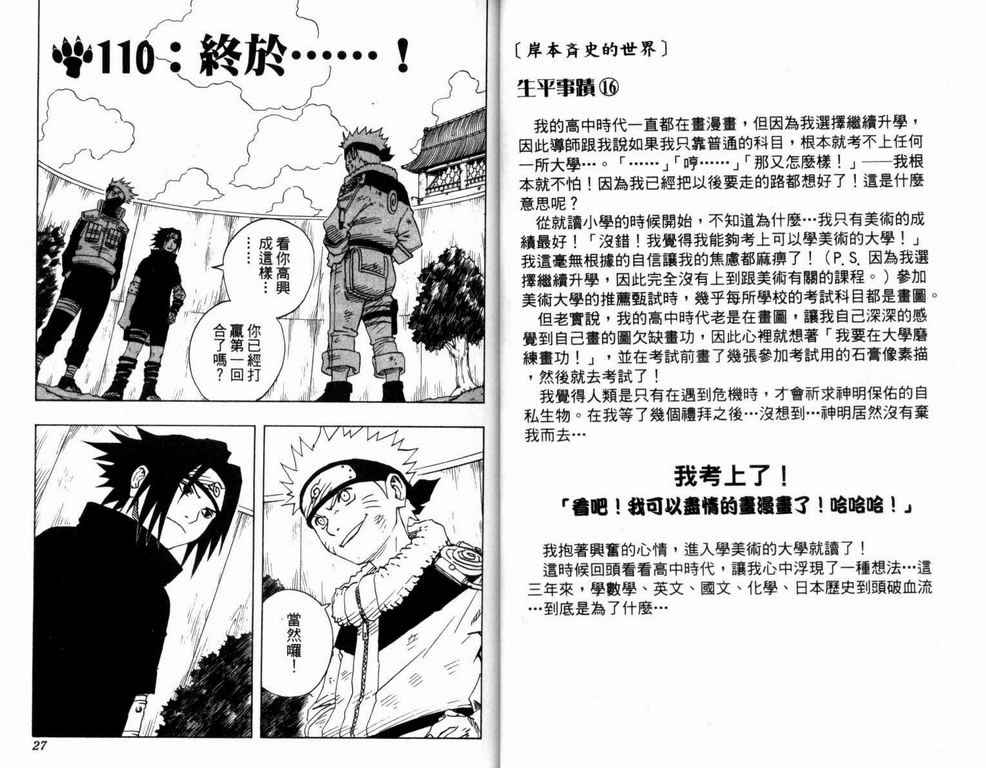 〔岸本斉史的世界〕
生平事蹟⑯
我的高中時代一直都在畫漫畫，但因為我選擇繼續升學，
因此導師跟我說如果我只靠普通的科目，根本就考不上任何
一所大學…。「……」「哼……」「那又怎麼樣！」──我根
本就不怕！因為我已經把以後要走的路都想好了！這是什麼
意思呢？
從就讀小學的時候開始，不知道為什麼…我只有美術的成
績最好！「沒錯！我覺得我能夠考上可以學美術的大學！」
我這毫無根據的自信讓我的焦慮都麻痹了！（P.S. 因為我選
擇繼續升學，因此完全沒有上到跟美術有關的課程。）參加
美術大學的推薦甄試時，幾乎每所學校的考試科目都是畫圖。
但老實說，我的高中時代老是在畫圖，讓我自己深深的感
覺到自己畫的圖欠缺畫功，因此心裡就想著「我要在大學磨
練畫功！」，並在考試前畫了幾張參加考試用的石膏像素描
，然後就去考試了！
我覺得人類是只有在遇到危機時，才會祈求神明保佑的自
私生物。在我等了幾個禮拜之後…沒想到…神明居然沒有棄
我而去…
我考上了！
「看吧！我可以盡情的畫漫畫了！哈哈哈！」
我抱著興奮的心情，進入學美術的大學就讀了！
這時候回頭看看高中時代，讓我心中浮現了一種想法…這
三年來，學數學、英文、國文、化學、日本歷史到頭破血流
…到底是為了什麼…
110：終於……！
看你高興
成這樣…
……
你已經打
贏第一回
合了嗎？
當然囉！
27